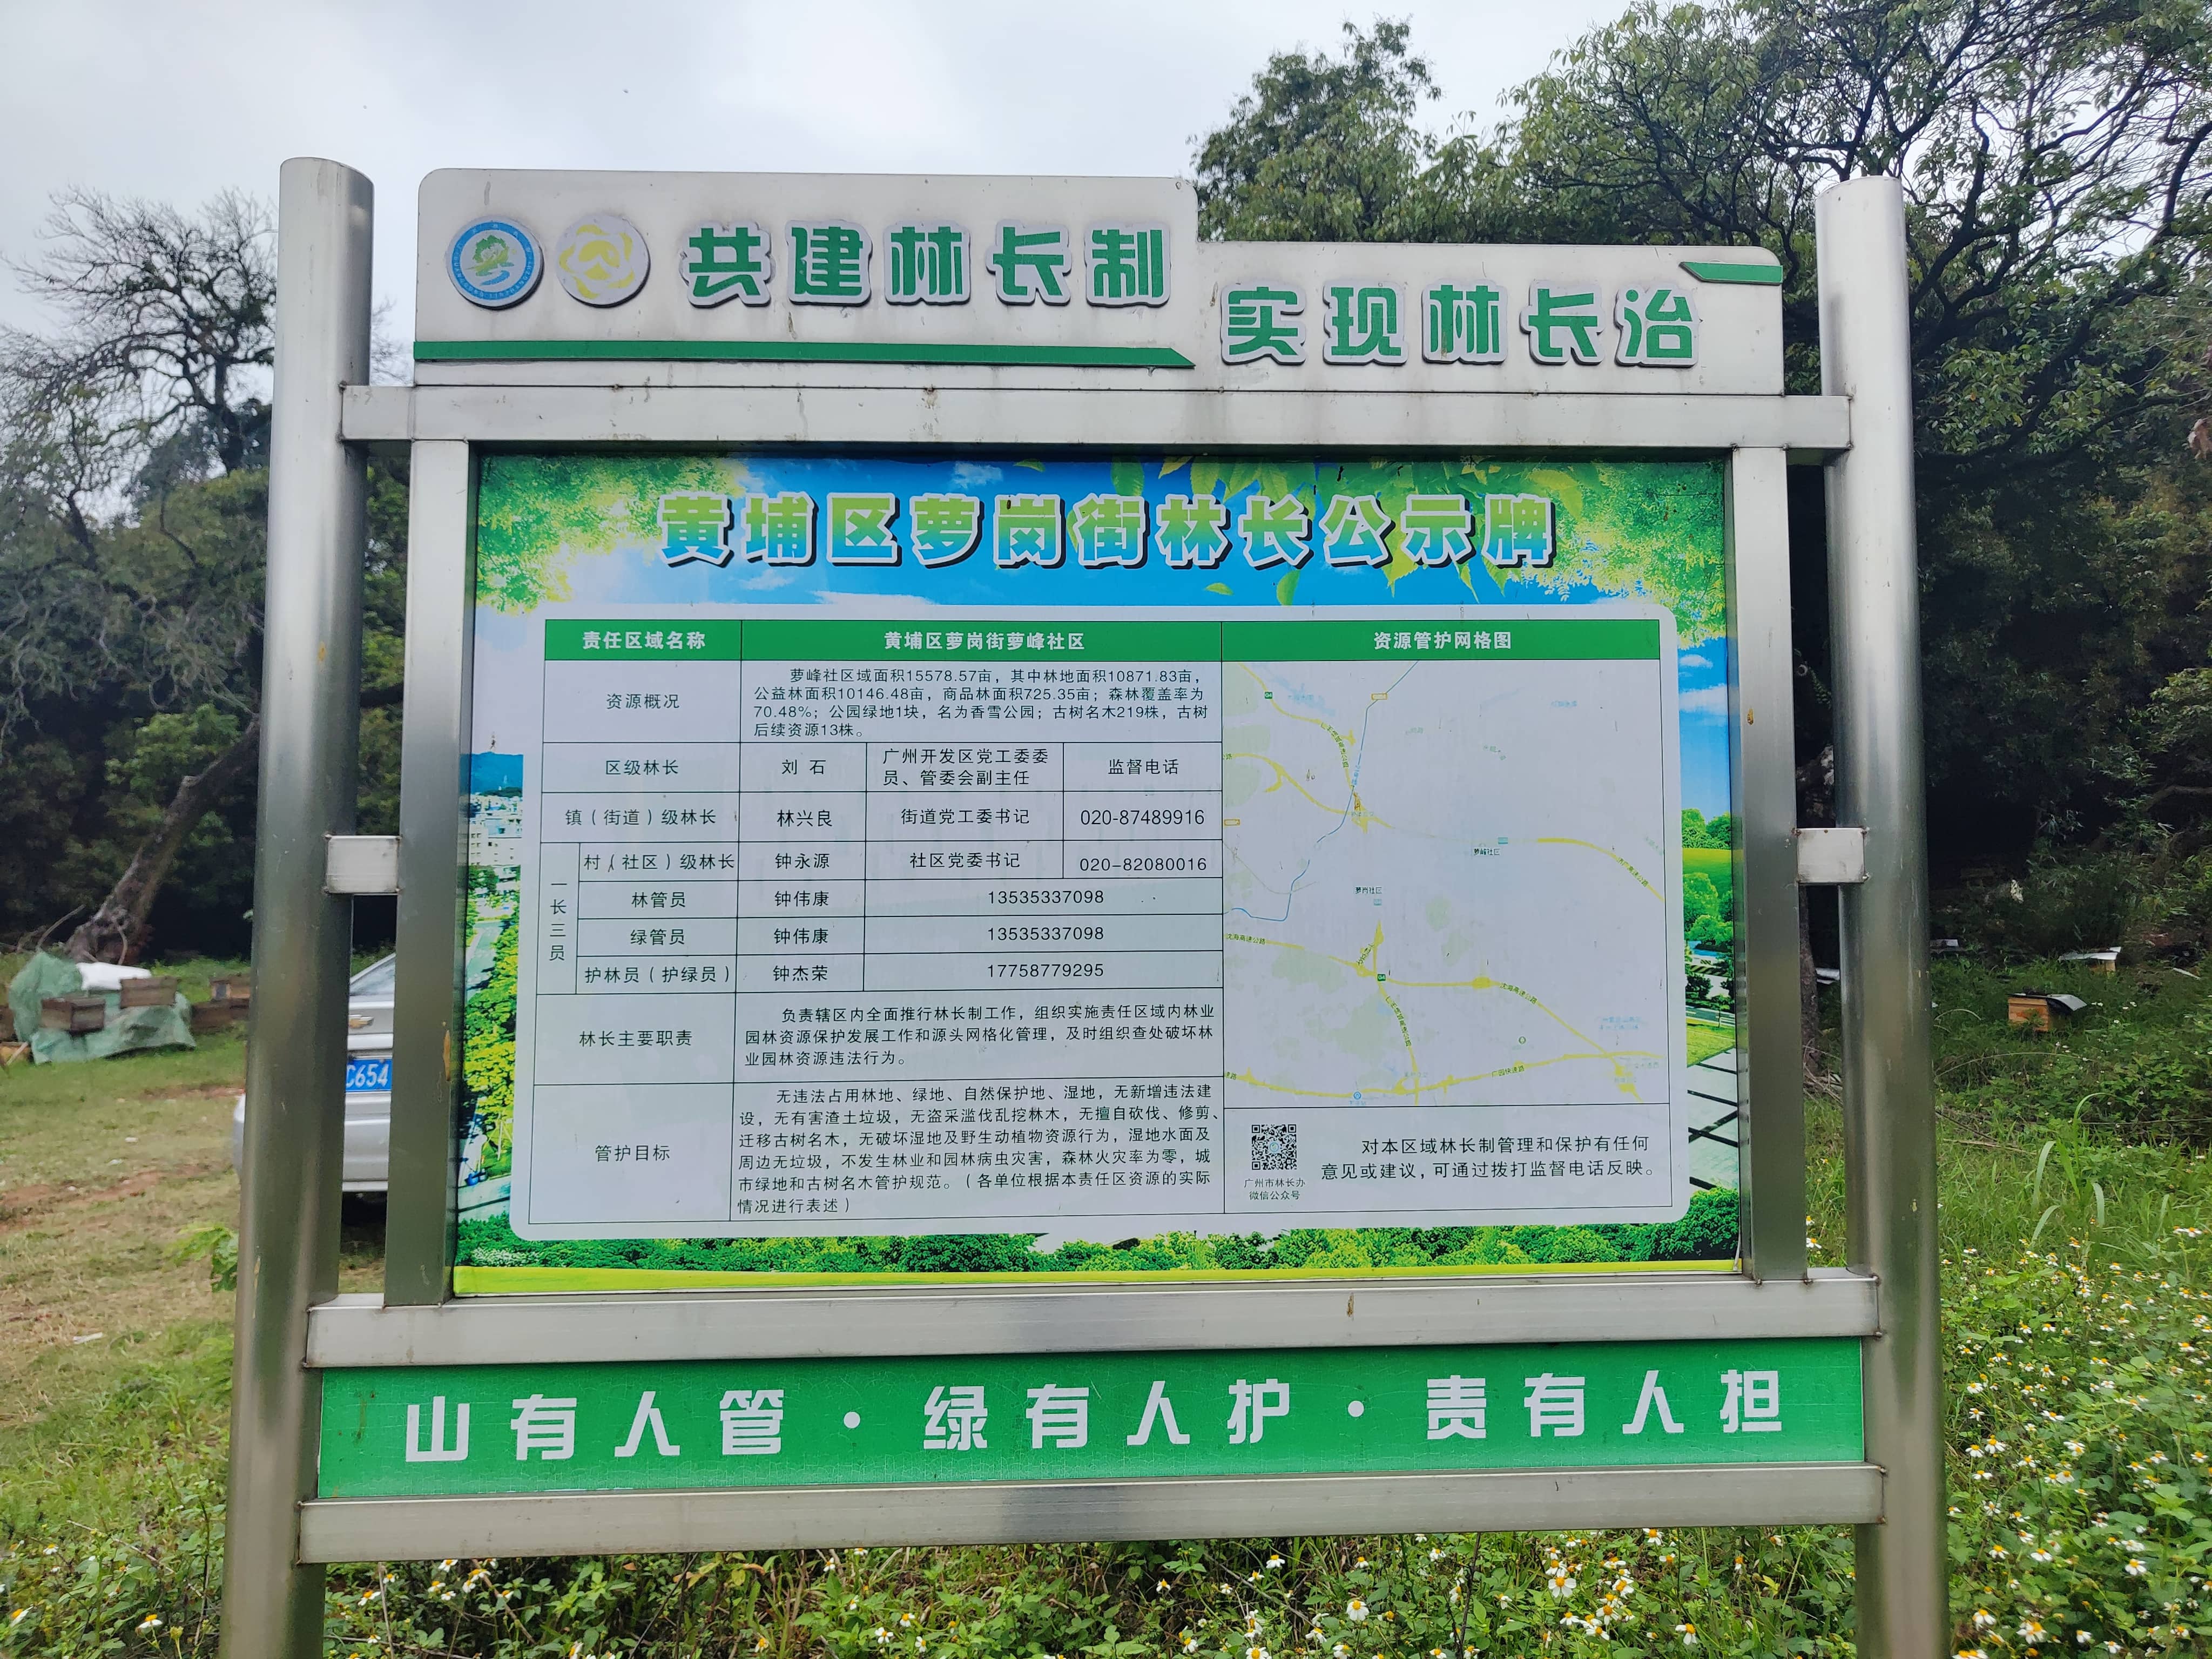 共建林长制
实现林长治
黄埔区萝岗街林长公示牌
责任区域名称
黄埔区萝岗街萝峰社区
资源管护网格图
资源概况
萝峰社区域面积15578.57亩，其中林地面积10871.83亩，
公益林面积10146.48亩，商品林面积725.35亩；森林覆盖率为
70.48%；公园绿地1块，名为香雪公园；古树名木219株，古树
后续资源13株。
区级林长
刘 石
广州开发区党工委委
员、管委会副主任
监督电话
镇（街道）级林长
林兴良
街道党工委书记
020-87489916
一长三员
村（社区）级林长
钟永源
社区党委书记
020-82080016
林管员
钟伟康
13535337098
绿管员
钟伟康
13535337098
护林员（护绿员）
钟杰荣
17758779295
林长主要职责
负责辖区内全面推行林长制工作，组织实施责任区域内林业
园林资源保护发展工作和源头网格化管理，及时组织查处破坏林
业园林资源违法行为。
管护目标
无违法占用林地、绿地、自然保护地、湿地，无新增违法建
设，无有害渣土垃圾，无盗采滥伐乱挖林木，无擅自砍伐、修剪、
迁移古树名木，无破坏湿地及野生动植物资源行为，湿地水面及
周边无垃圾，不发生林业和园林病虫灾害，森林火灾率为零，城
市绿地和古树名木管护规范。（各单位根据本责任区资源的实际
情况进行表述）
萝峰社区
萝岗社区
沈海高速公路
沈海高速公路
广园快速路
广州市林长办
微信公众号
对本区域林长制管理和保护有任何
意见或建议，可通过拨打监督电话反映。
山有人管·绿有人护·责有人担
C654